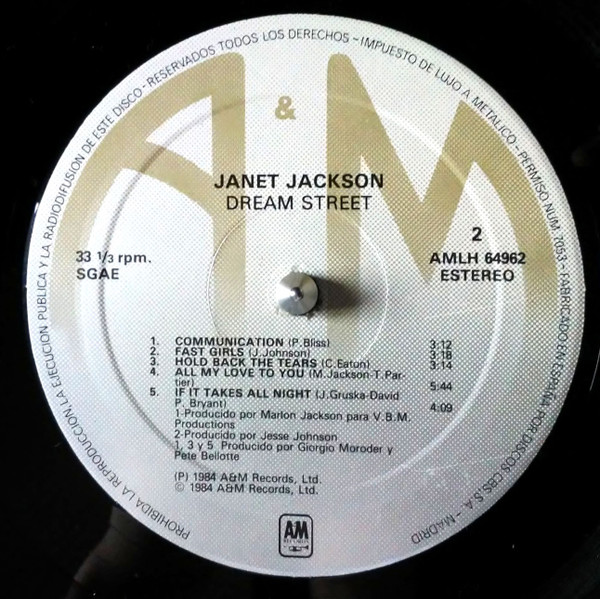 PROHIBIDA LA REPRODUCCION, LA EJECUCION PUBLICA Y LA RADIODIFUSION DE ESTE DISCO - RESERVADOS TODOS LOS DERECHOS - IMPUESTO DE LUJO A METALICO - PERMISO NUM. 7053 - FABRICADO EN ESPAÑA POR DISCOS CBS, S.A. - MADRID
A & M
JANET JACKSON
DREAM STREET
33 1/3 rpm.
SGAE
2
AMLH 64962
ESTEREO
1. COMMUNICATION (P.Bliss) 3:12
2. FAST GIRLS (J.Johnson) 3:18
3. HOLD BACK THE TEARS (C.Eaton) 3:14
4. ALL MY LOVE TO YOU (M.Jackson-T.Par-
tier) 5:44
5. IF IT TAKES ALL NIGHT (J.Gruska-David
P. Bryant) 4:09
1-Producido por Marlon Jackson para V.B.M.
Productions
2-Producido por Jesse Johnson
1, 3 y 5 Producido por Giorgio Moroder y
Pete Bellotte
(P) 1984 A&M Records, Ltd.
© 1984 A&M Records, Ltd.
AM
RECORDS